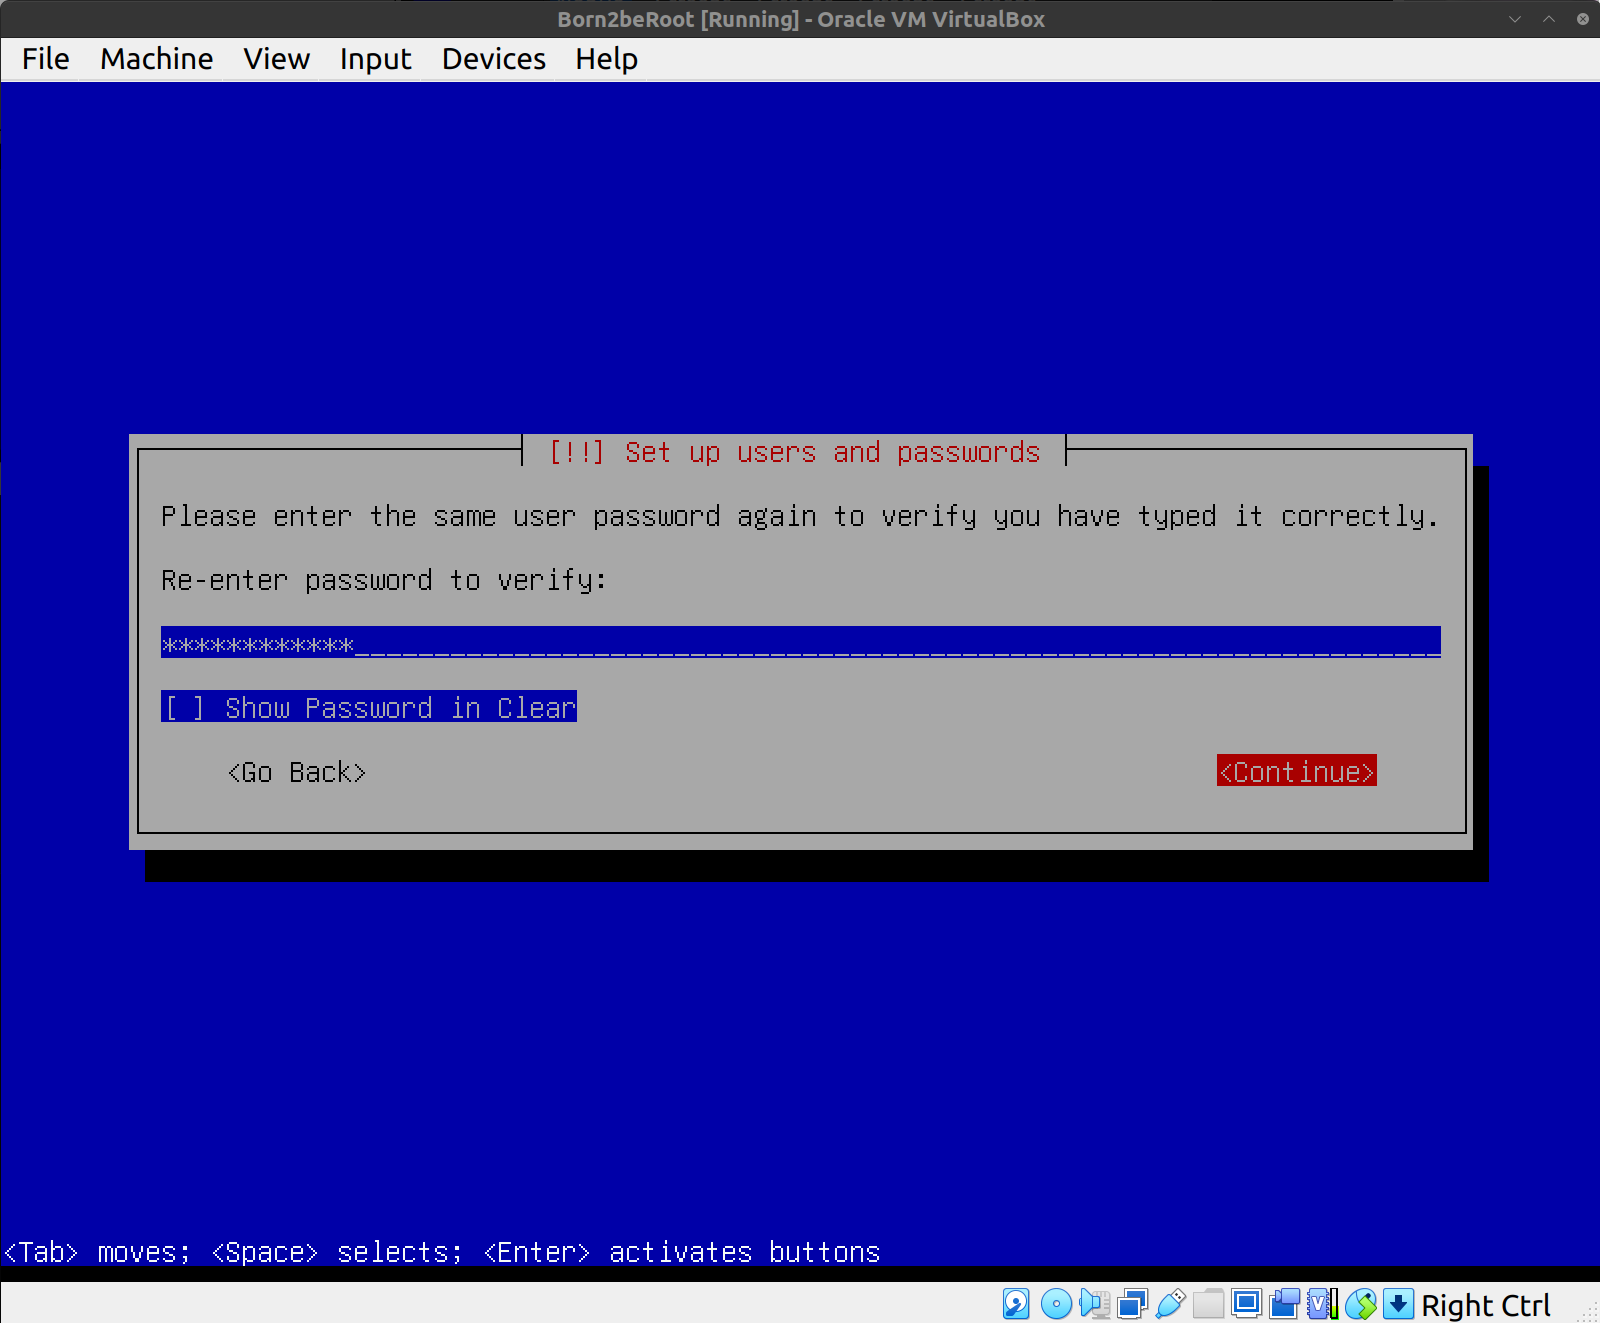 Born2beRoot [Running] - Oracle VM VirtualBox
File Machine View Input Devices Help
[!!] Set up users and passwords
Please enter the same user password again to verify you have typed it correctly.
Re-enter password to verify:
************____________________________________________________________________
[ ] Show Password in Clear
<Go Back> <Continue>
<Tab> moves; <Space> selects; <Enter> activates buttons
Right Ctrl